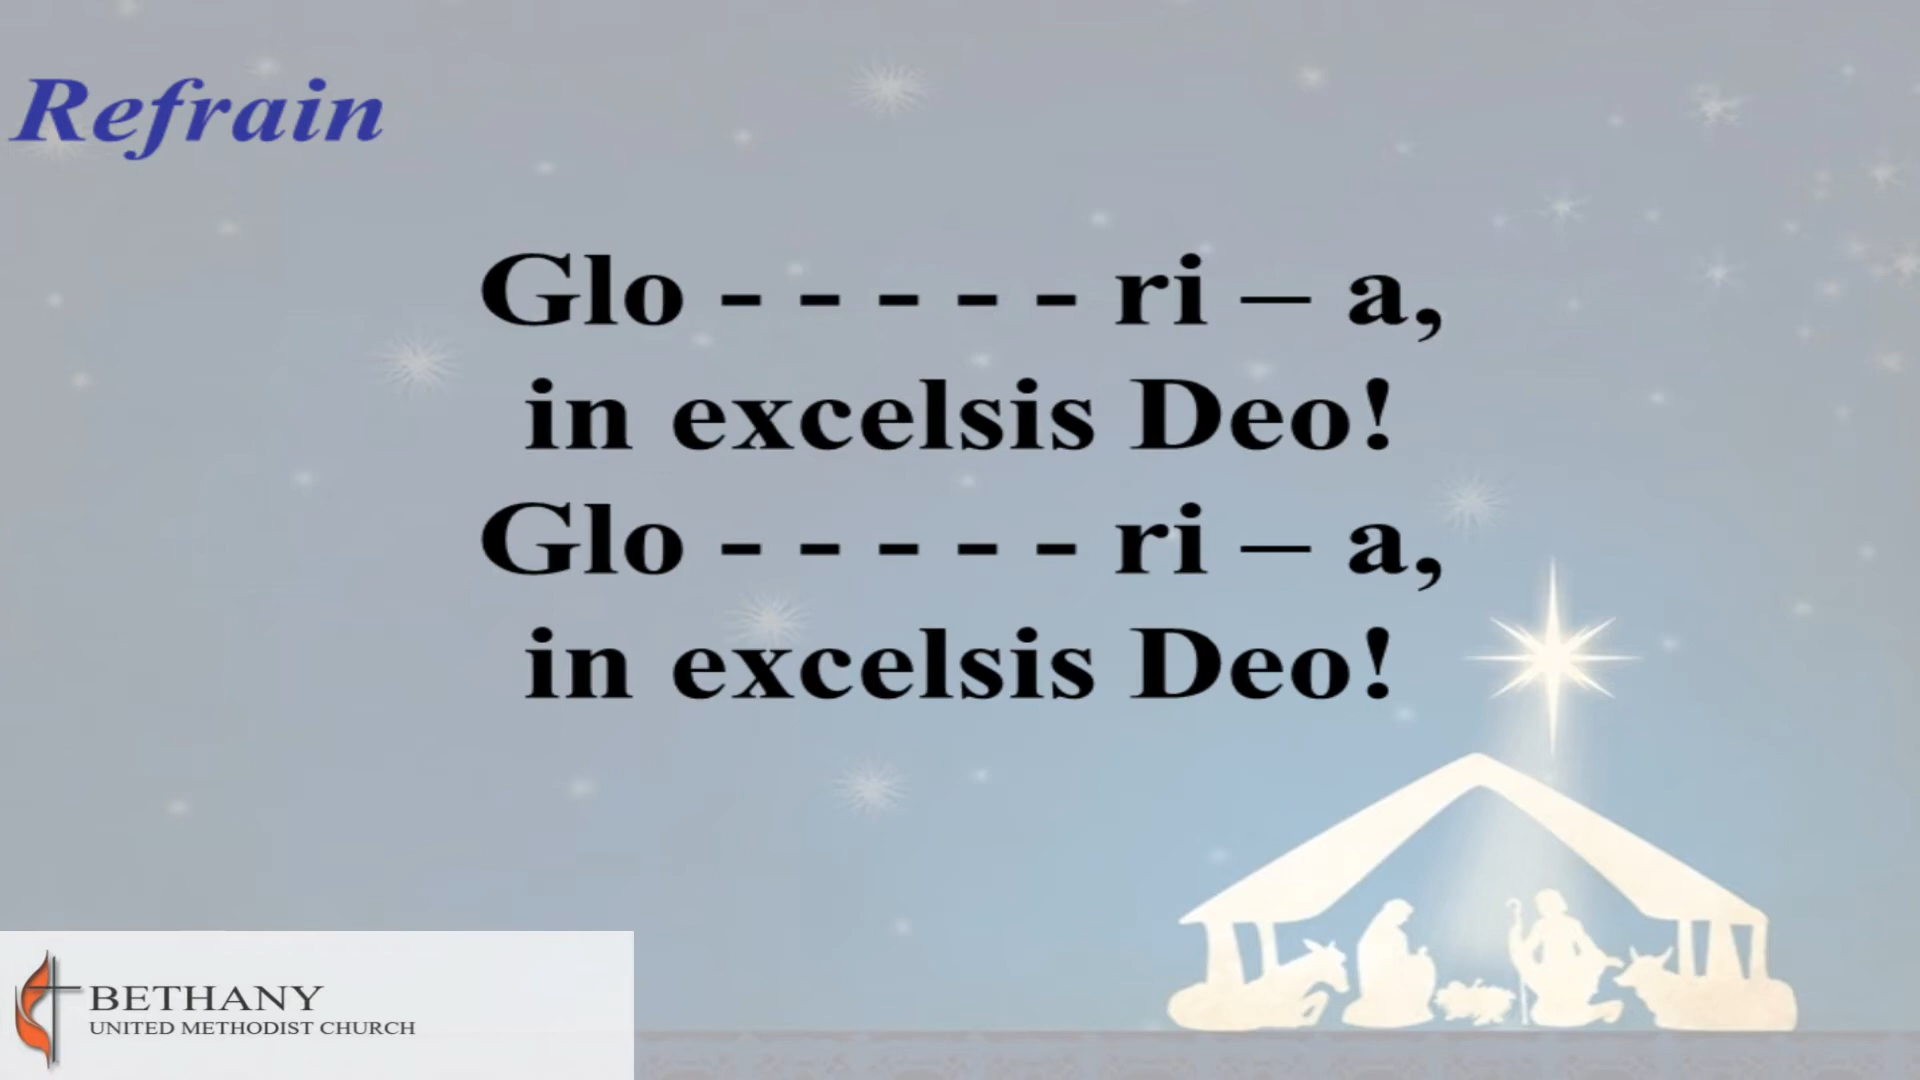 Refrain
Glo - - - - - ri – a,
in excelsis Deo!
Glo - - - - - ri – a,
in excelsis Deo!
BETHANY
UNITED METHODIST CHURCH